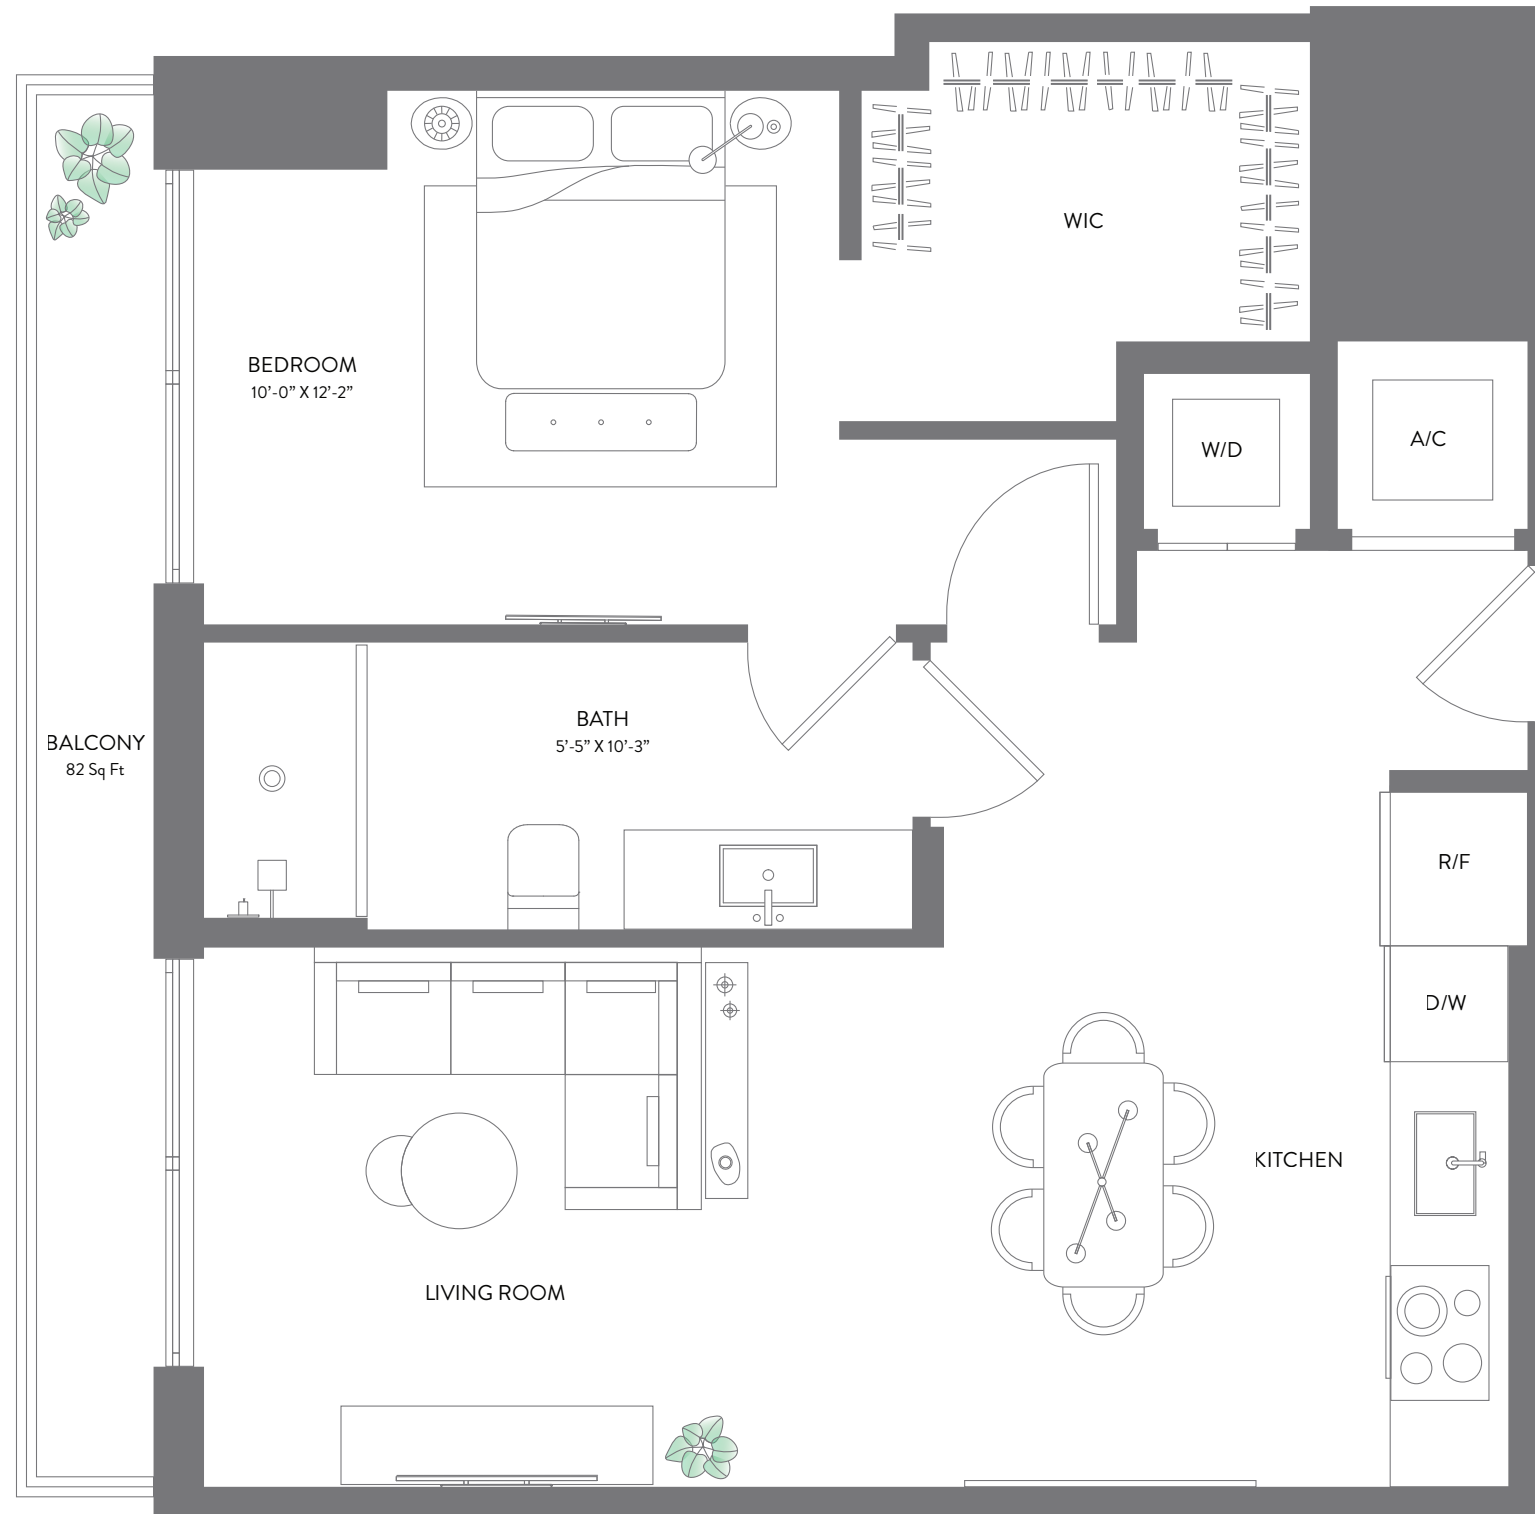 WIC
BEDROOM
10'-0” X 12'-2”
W/D
A/C
BATH
5'-5” X 10'-3”
BALCONY
82 Sq Ft
R/F
D/W
KITCHEN
LIVING ROOM